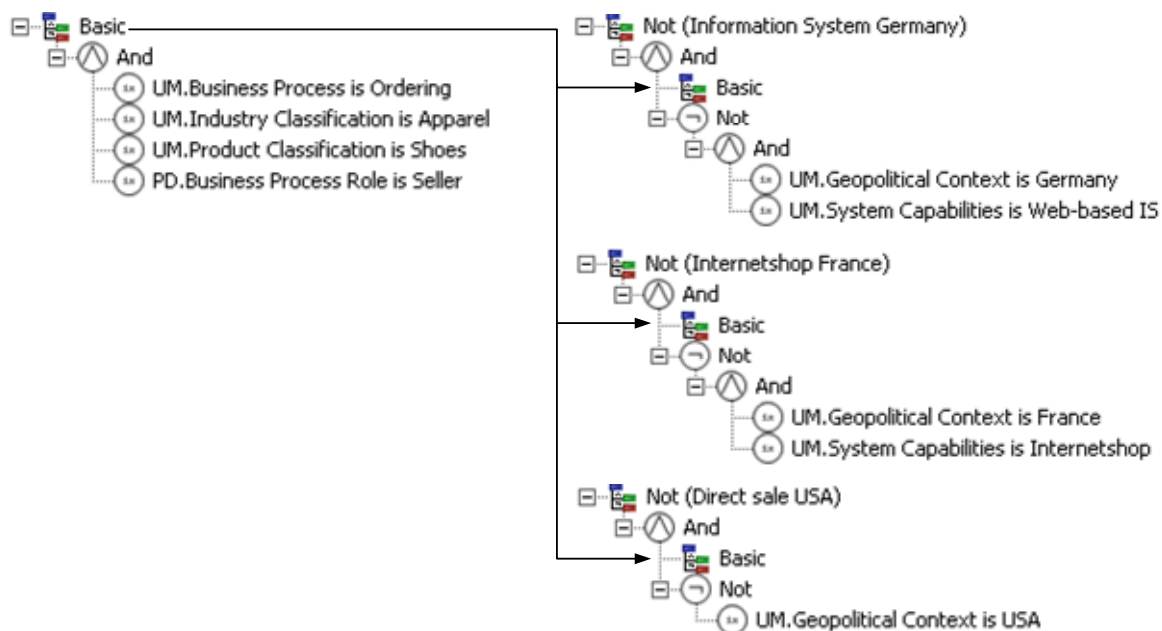 Basic
And
UM.Business Process is Ordering
UM.Industry Classification is Apparel
UM.Product Classification is Shoes
PD.Business Process Role is Seller
Not (Information System Germany)
And
Basic
Not
And
UM.Geopolitical Context is Germany
UM.System Capabilities is Web-based IS
Not (Internetshop France)
And
Basic
Not
And
UM.Geopolitical Context is France
UM.System Capabilities is Internetshop
Not (Direct sale USA)
And
Basic
Not
UM.Geopolitical Context is USA